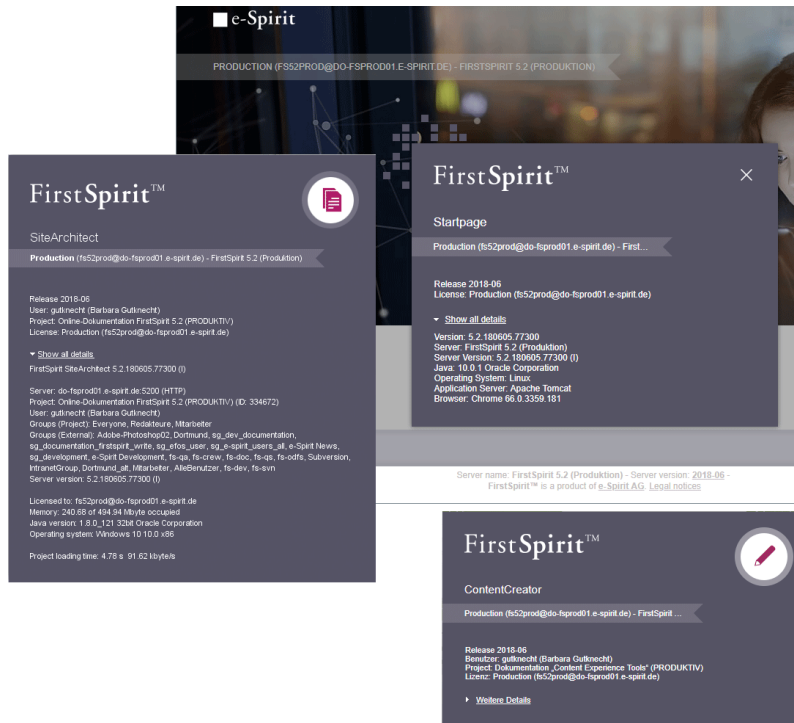 e-Spirit
PRODUCTION (FS52PROD@DO-FSPROD01.E-SPIRIT.DE) - FIRSTSPIRIT 5.2 (PRODUKTION)
FirstSpirit™
SiteArchitect
Production (fs52prod@do-fsprod01.e-spirit.de) - FirstSpirit 5.2 (Produktion)
Release 2018-06
User: gutknecht (Barbara Gutknecht)
Project: Online-Dokumentation FirstSpirit 5.2 (PRODUKTIV)
License: Production (fs52prod@do-fsprod01.e-spirit.de)
Show all details
FirstSpirit SiteArchitect 5.2.180605.77300 (I)
Server: do-fsprod01.e-spirit.de:5200 (HTTP)
Project: Online-Dokumentation FirstSpirit 5.2 (PRODUKTIV) (ID: 334672)
User: gutknecht (Barbara Gutknecht)
Groups (Project): Everyone, Redakteure, Mitarbeiter
Groups (External): Adobe-Photoshop02, Dortmund, sg_dev_documentation,
sg_documentation_firstspirit_write, sg_efos_user, sg_e-spirit_users_all, e-Spirit News,
sg_development, e-Spirit Development, fs-qa, fs-crew, fs-doc, fs-qs, fs-odfs, Subversion,
IntranetGroup, Dortmund_alt, Mitarbeiter, AlleBenutzer, fs-dev, fs-svn
Server version: 5.2.180605.77300 (I)
Licensed to: fs52prod@do-fsprod01.e-spirit.de
Memory: 240.68 of 494.94 Mbyte occupied
Java version: 1.8.0_121 32bit Oracle Corporation
Operating system: Windows 10 10.0 x86
Project loading time: 4.78 s 91.62 kbyte/s
FirstSpirit™
Startpage
Production (fs52prod@do-fsprod01.e-spirit.de) - First...
Release 2018-06
License: Production (fs52prod@do-fsprod01.e-spirit.de)
Show all details
Version: 5.2.180605.77300
Server: FirstSpirit 5.2 (Produktion)
Server Version: 5.2.180605.77300 (I)
Java: 10.0.1 Oracle Corporation
Operating System: Linux
Application Server: Apache Tomcat
Browser: Chrome 66.0.3359.181
Server name: FirstSpirit 5.2 (Produktion) - Server version: 2018-06 -
FirstSpirit™ is a product of e-Spirit AG. Legal notices
FirstSpirit™
ContentCreator
Production (fs52prod@do-fsprod01.e-spirit.de) - FirstSpirit ...
Release 2018-06
Benutzer: gutknecht (Barbara Gutknecht)
Project: Dokumentation „Content Experience Tools“ (PRODUKTIV)
Lizenz: Production (fs52prod@do-fsprod01.e-spirit.de)
Weitere Details